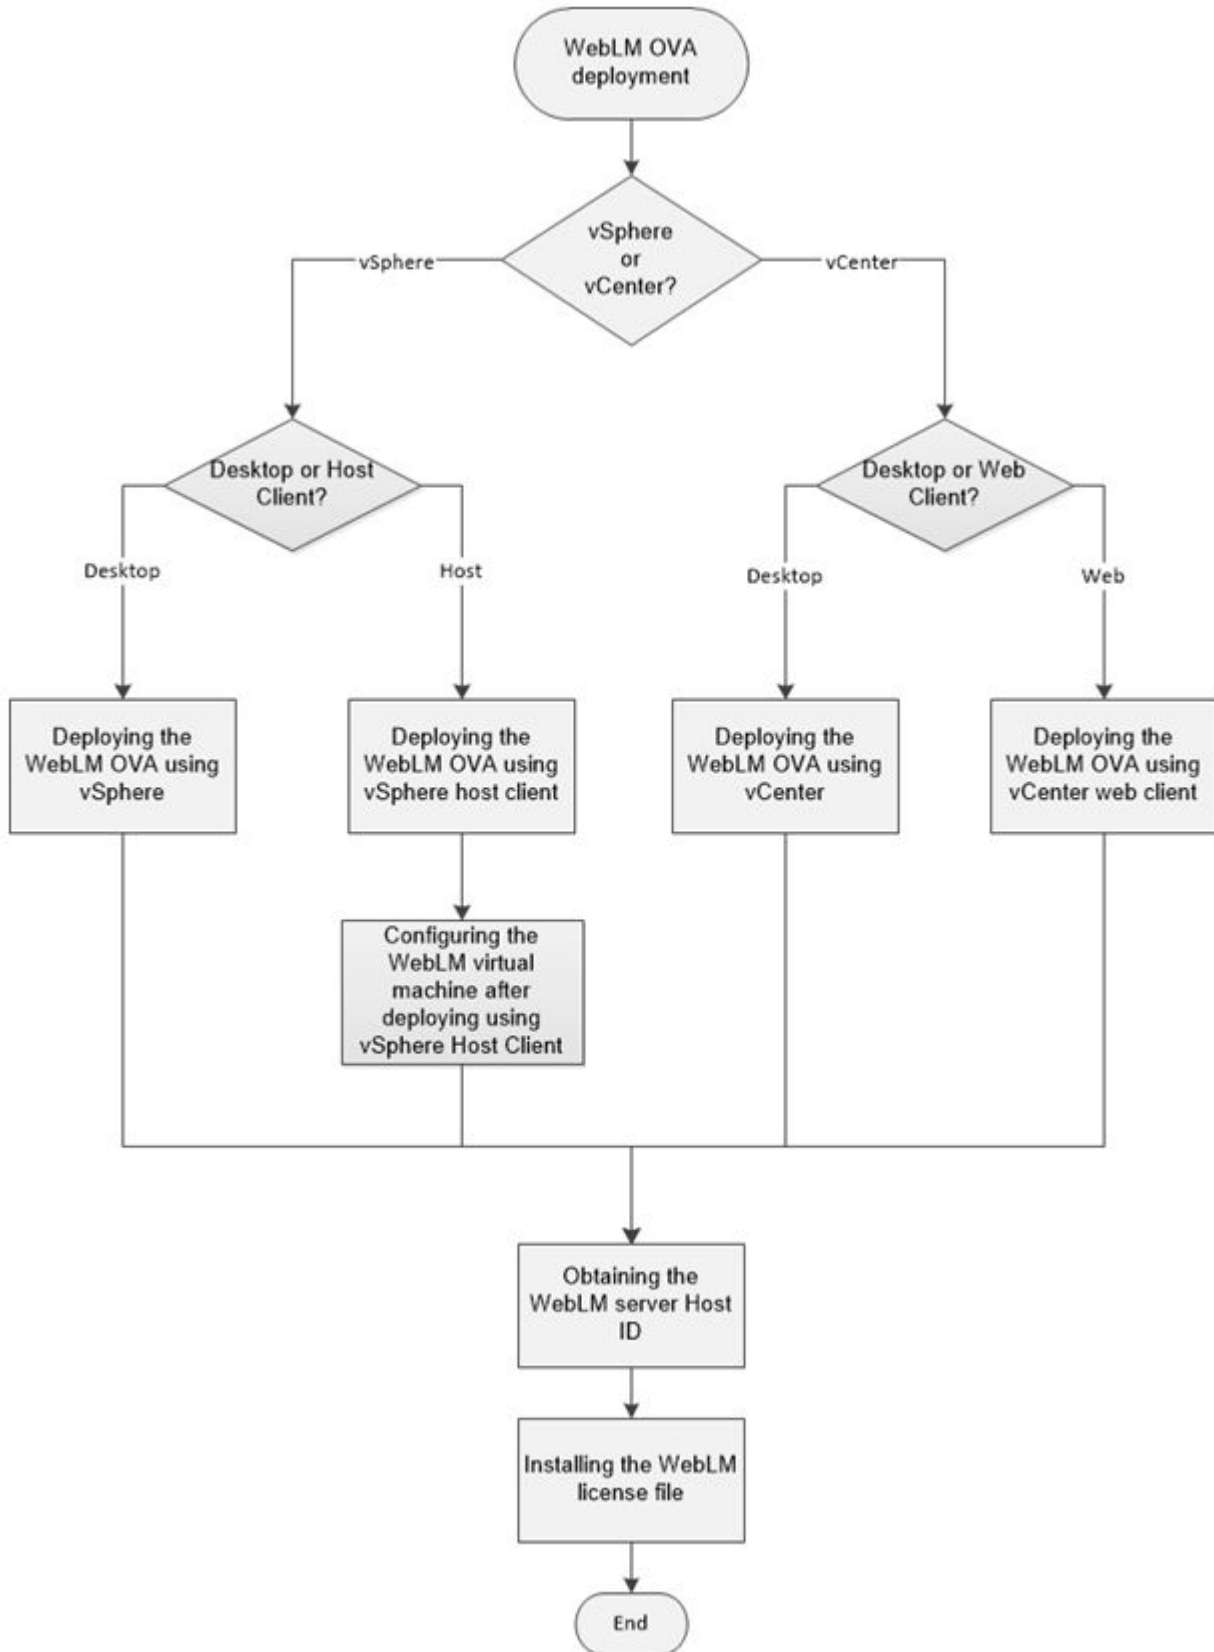 WebLM OVA
deployment
vSphere
or
vCenter?
vSphere
vCenter
Desktop or Host
Client?
Desktop or Web
Client?
Desktop
Host
Desktop
Web
Deploying the
WebLM OVA using
vSphere
Deploying the
WebLM OVA using
vSphere host client
Deploying the
WebLM OVA using
vCenter
Deploying the
WebLM OVA using
vCenter web client
Configuring the
WebLM virtual
machine after
deploying using
vSphere Host Client
Obtaining the
WebLM server Host
ID
Installing the WebLM
license file
End